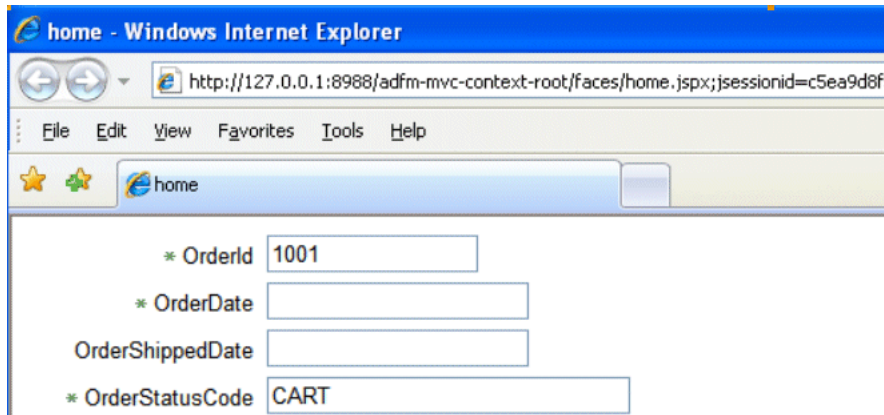 home - Windows Internet Explorer
http://127.0.0.1:8988/adfm-mvc-context-root/faces/home.jspx;jsessionid=c5ea9d8f
File Edit View Favorites Tools Help
home
* OrderId 1001
* OrderDate
OrderShippedDate
* OrderStatusCode CART